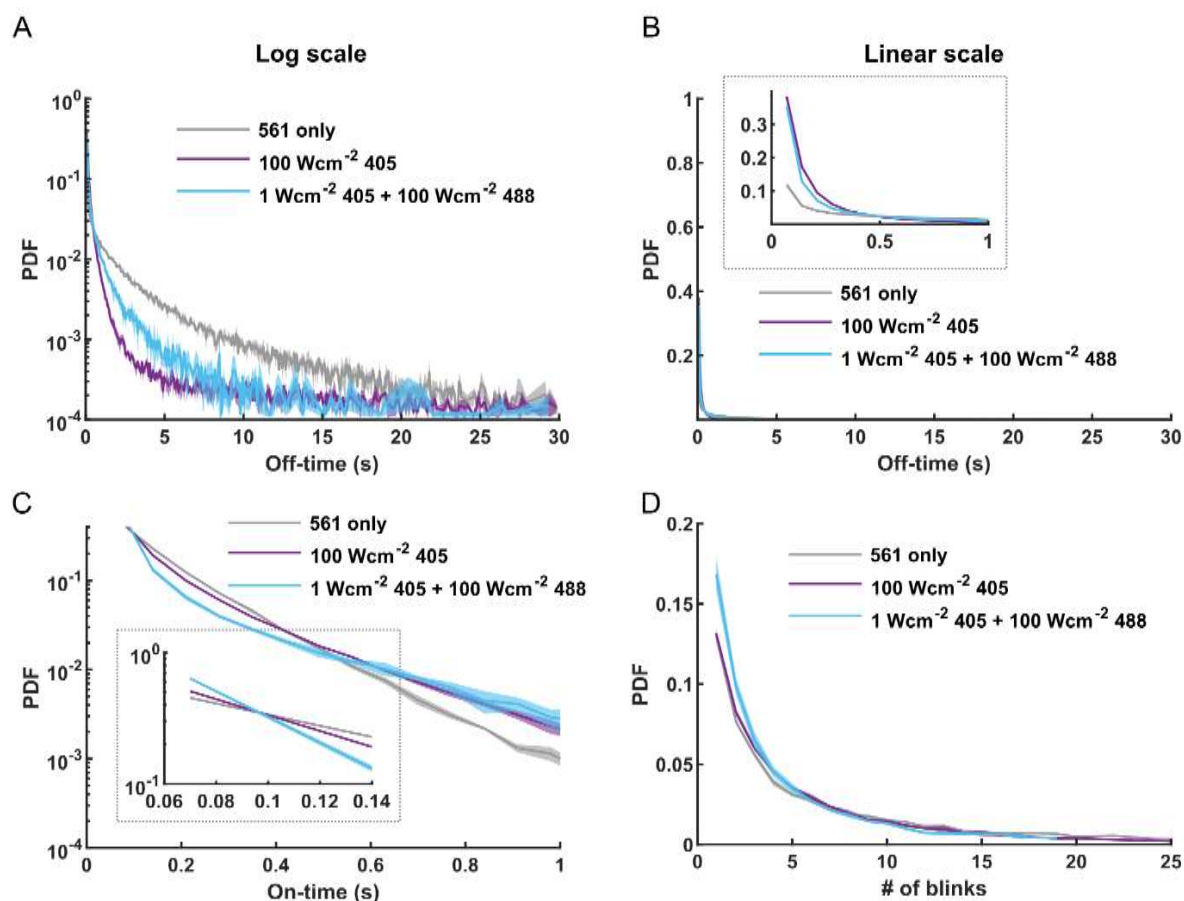 A
Log scale
10⁰
10⁻¹
10⁻²
10⁻³
10⁻⁴
PDF
561 only
100 Wcm⁻² 405
1 Wcm⁻² 405 + 100 Wcm⁻² 488
0 5 10 15 20 25 30
Off-time (s)
B
Linear scale
1
0.8
0.6
0.4
0.2
PDF
0.3
0.2
0.1
0 0.5 1
561 only
100 Wcm⁻² 405
1 Wcm⁻² 405 + 100 Wcm⁻² 488
0 5 10 15 20 25 30
Off-time (s)
C
10⁻¹
10⁻²
10⁻³
10⁻⁴
PDF
561 only
100 Wcm⁻² 405
1 Wcm⁻² 405 + 100 Wcm⁻² 488
10⁰
10⁻¹
0.06 0.08 0.1 0.12 0.14
0 0.2 0.4 0.6 0.8 1
On-time (s)
D
0.2
0.15
0.1
0.05
0
PDF
561 only
100 Wcm⁻² 405
1 Wcm⁻² 405 + 100 Wcm⁻² 488
0 5 10 15 20 25
# of blinks